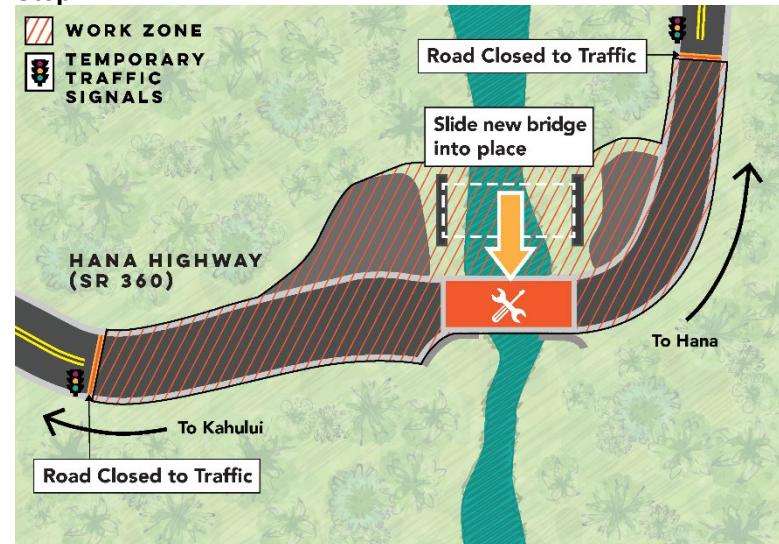 WORK ZONE
TEMPORARY
TRAFFIC
SIGNALS
Road Closed to Traffic
Slide new bridge
into place
HANA HIGHWAY
(SR 360)
To Hana
To Kahului
Road Closed to Traffic